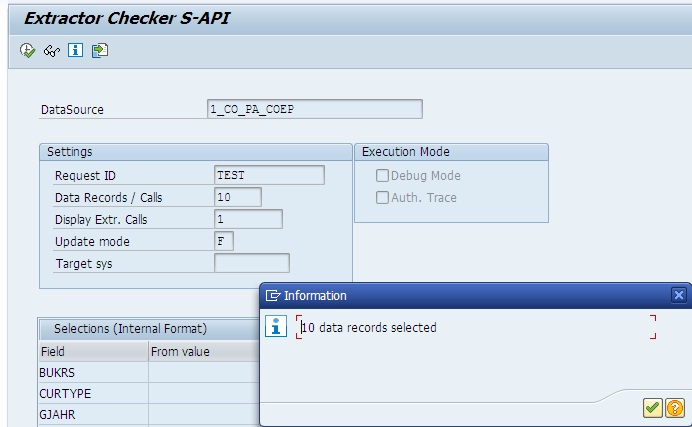 Extractor Checker S-API
DataSource 1_CO_PA_COEP
Settings
Request ID TEST
Data Records / Calls 10
Display Extr. Calls 1
Update mode F
Target sys
Execution Mode
Debug Mode
Auth. Trace
Selections (Internal Format)
Field From value
BUKRS
CURTYPE
GJAHR
Information
10 data records selected